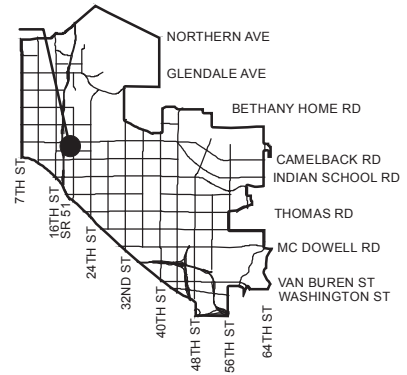 NORTHERN AVE
GLENDALE AVE
BETHANY HOME RD
CAMELBACK RD
INDIAN SCHOOL RD
THOMAS RD
MC DOWELL RD
VAN BUREN ST
WASHINGTON ST
7TH ST
16TH ST
SR 51
24TH ST
32ND ST
40TH ST
48TH ST
56TH ST
64TH ST